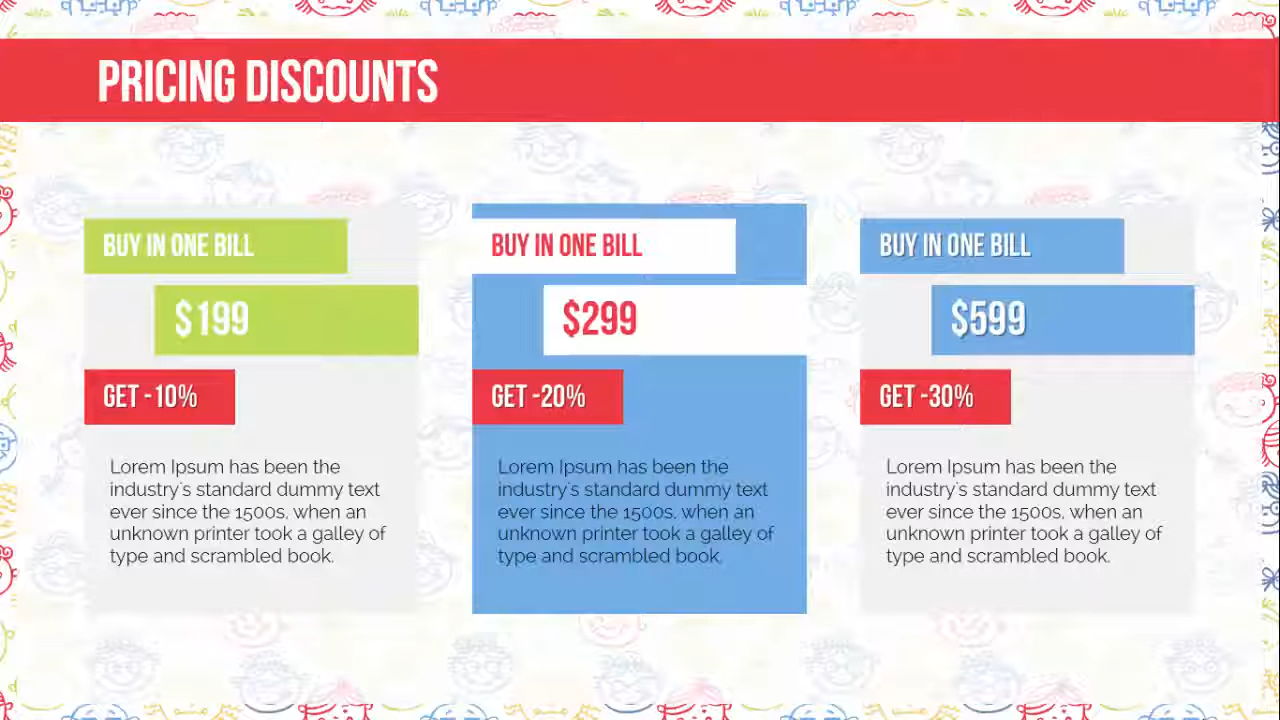 PRICING DISCOUNTS
BUY IN ONE BILL
$199
GET -10%
Lorem Ipsum has been the
industry's standard dummy text
ever since the 1500s, when an
unknown printer took a galley of
type and scrambled book.
BUY IN ONE BILL
$299
GET -20%
Lorem Ipsum has been the
industry's standard dummy text
ever since the 1500s, when an
unknown printer took a galley of
type and scrambled book.
BUY IN ONE BILL
$599
GET -30%
Lorem Ipsum has been the
industry's standard dummy text
ever since the 1500s, when an
unknown printer took a galley of
type and scrambled book.